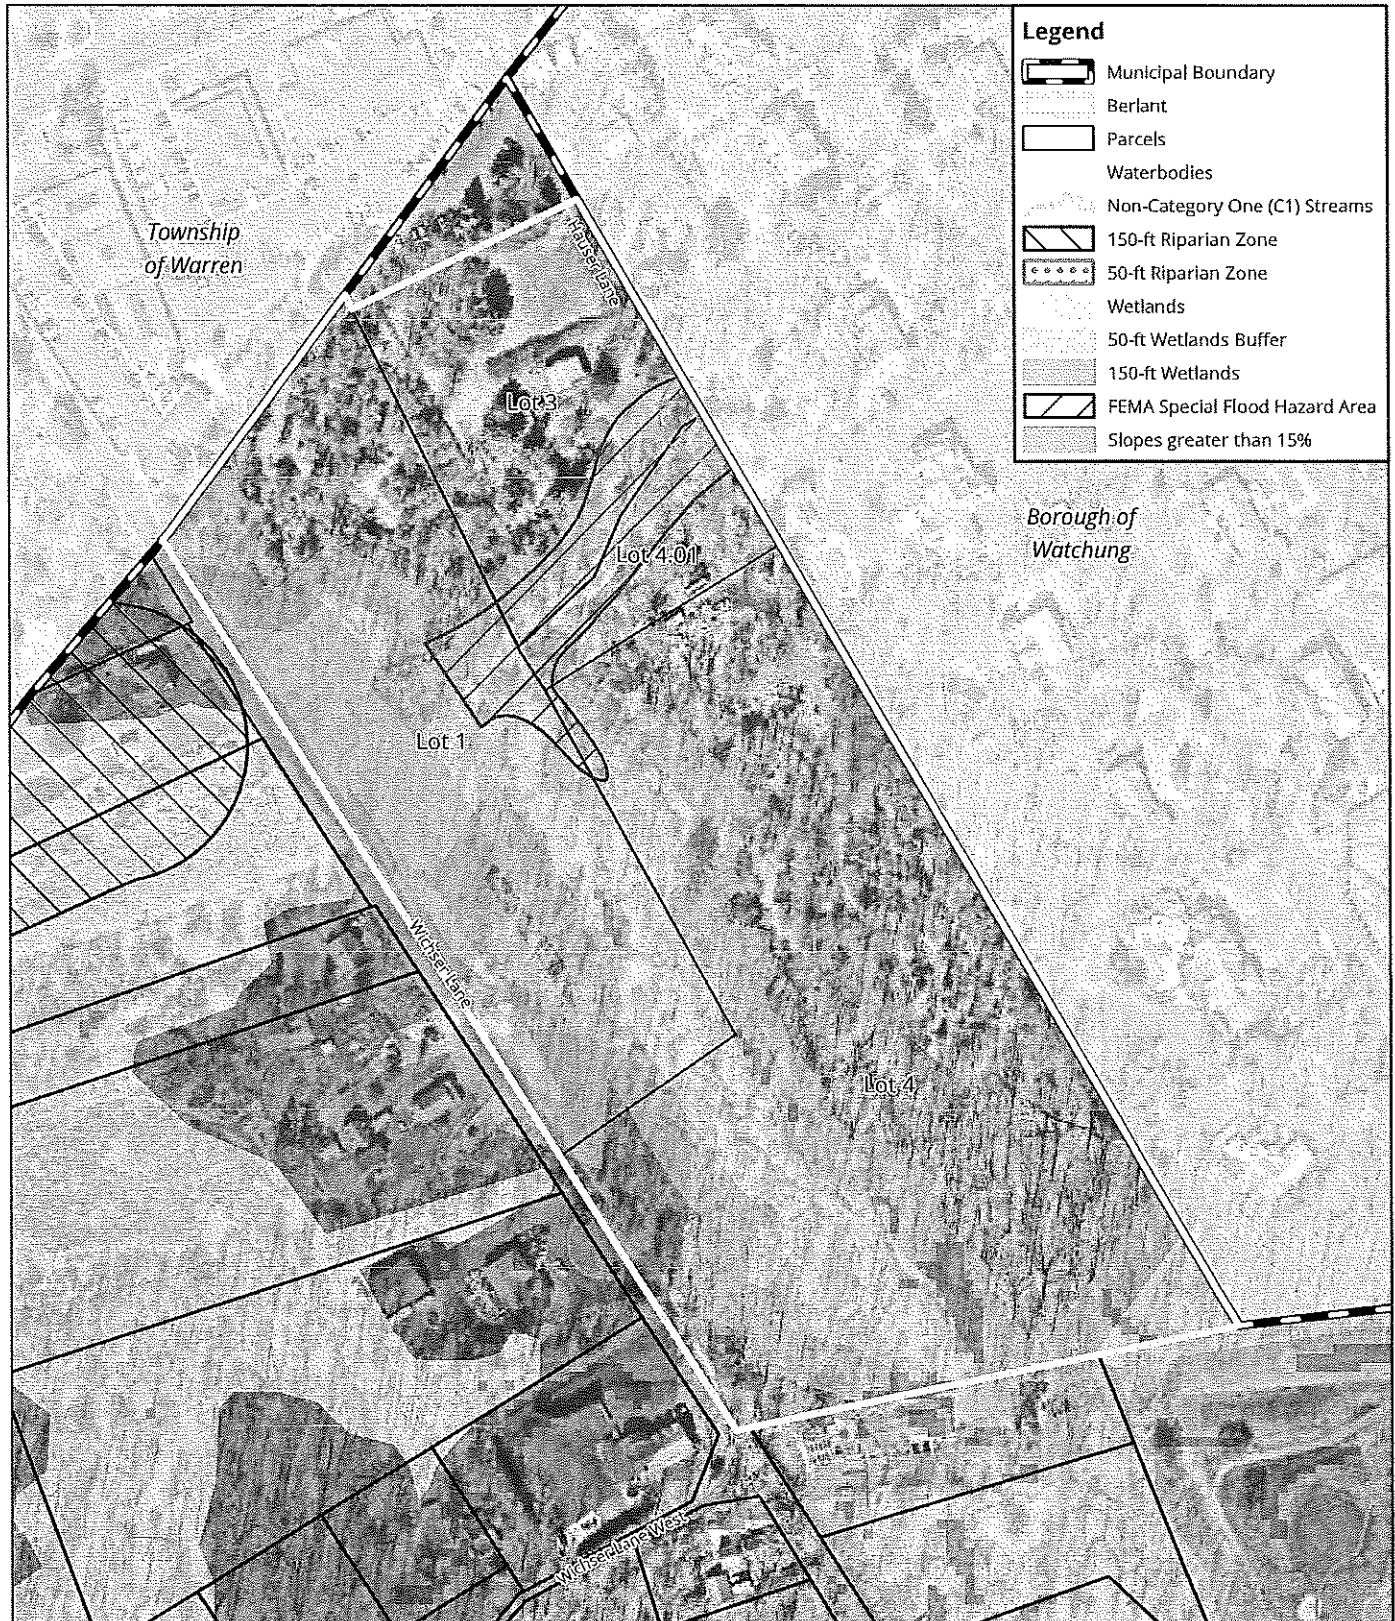 Legend
Municipal Boundary
Berlant
Parcels
Waterbodies
Non-Category One (C1) Streams
150-ft Riparian Zone
50-ft Riparian Zone
Wetlands
50-ft Wetlands Buffer
150-ft Wetlands
FEMA Special Flood Hazard Area
Slopes greater than 15%
Township
of Warren
Hauser Lane
Lot 3
Borough of
Watchung
Lot 4.01
Lot 1
Wichser Lane
Lot 4
Wichser Lane West